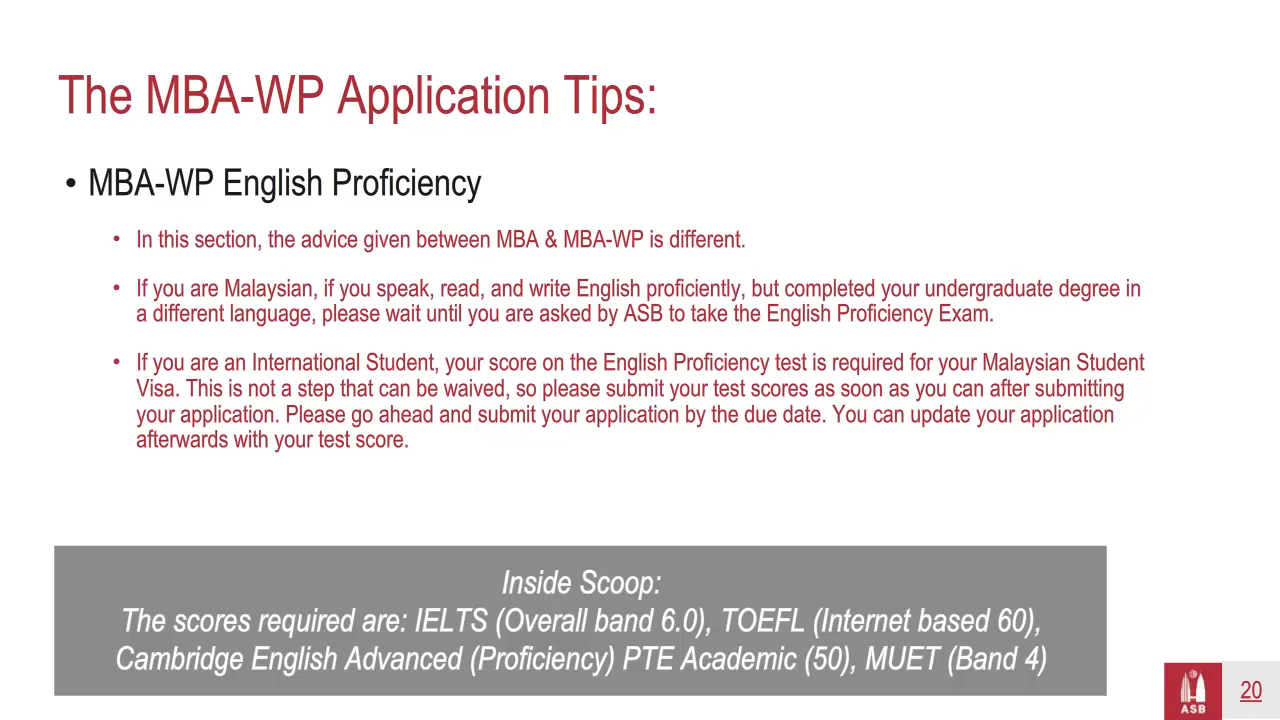 The MBA-WP Application Tips:
• MBA-WP English Proficiency
• In this section, the advice given between MBA & MBA-WP is different.
• If you are Malaysian, if you speak, read, and write English proficiently, but completed your undergraduate degree in
a different language, please wait until you are asked by ASB to take the English Proficiency Exam.
• If you are an International Student, your score on the English Proficiency test is required for your Malaysian Student
Visa. This is not a step that can be waived, so please submit your test scores as soon as you can after submitting
your application. Please go ahead and submit your application by the due date. You can update your application
afterwards with your test score.
Inside Scoop:
The scores required are: IELTS (Overall band 6.0), TOEFL (Internet based 60),
Cambridge English Advanced (Proficiency) PTE Academic (50), MUET (Band 4)
ASB
20